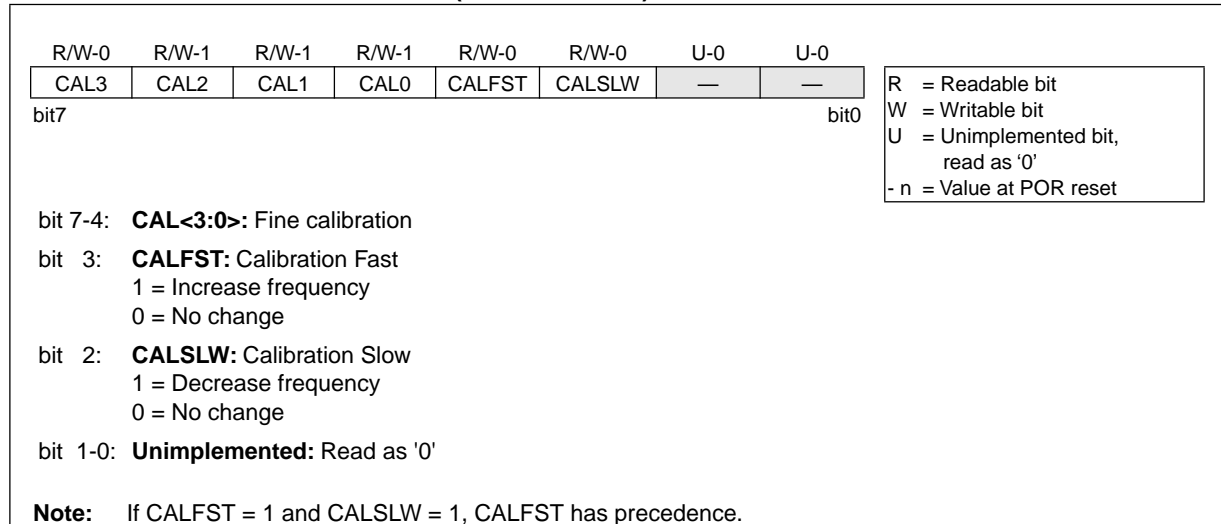 R/W-0 R/W-1 R/W-1 R/W-1 R/W-0 R/W-0 U-0 U-0
CAL3 CAL2 CAL1 CAL0 CALFST CALSLW — —
bit7 bit0
R = Readable bit
W = Writable bit
U = Unimplemented bit,
read as ‘0’
- n = Value at POR reset
bit 7-4: CAL<3:0>: Fine calibration
bit 3: CALFST: Calibration Fast
1 = Increase frequency
0 = No change
bit 2: CALSLW: Calibration Slow
1 = Decrease frequency
0 = No change
bit 1-0: Unimplemented: Read as '0'
Note: If CALFST = 1 and CALSLW = 1, CALFST has precedence.